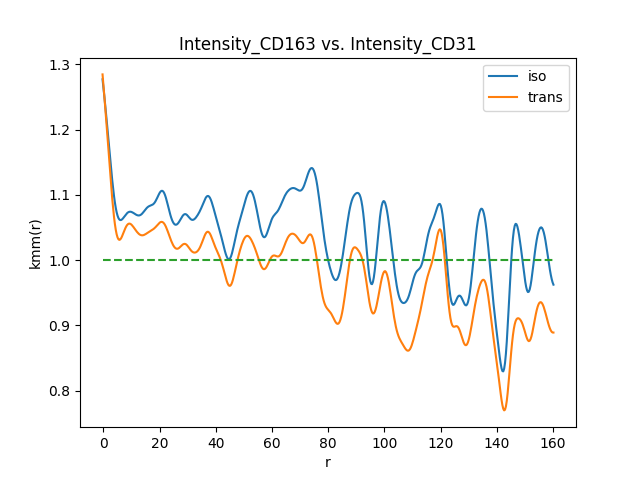 Intensity_CD163 vs. Intensity_CD31
iso
trans
kmm(r)
1.3
1.2
1.1
1.0
0.9
0.8
0 20 40 60 80 100 120 140 160
r